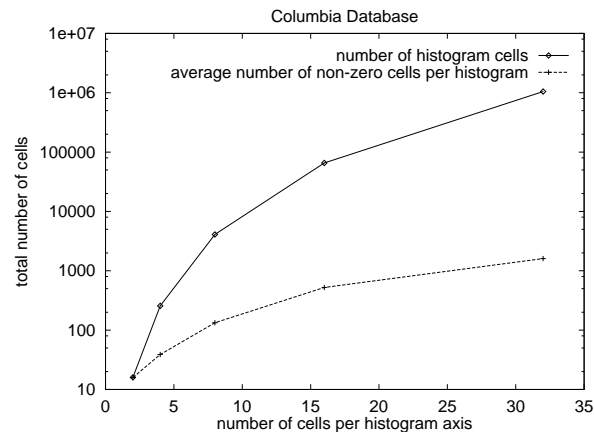 Columbia Database
1e+07
1e+06
100000
10000
1000
100
10
total number of cells
number of histogram cells
average number of non-zero cells per histogram
0 5 10 15 20 25 30 35
number of cells per histogram axis